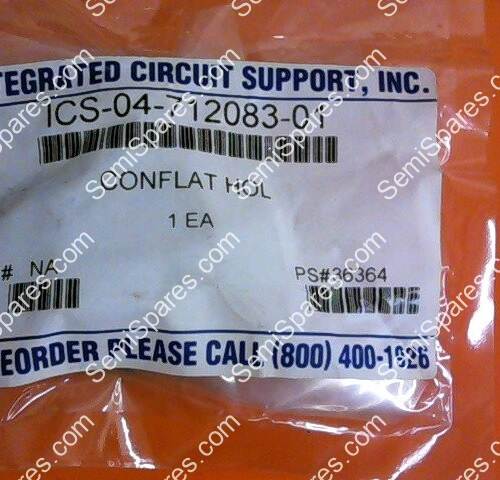 TEGRATED CIRCUIT SUPPORT, INC.
ICS-04-712083-01
CONFLAT HOL
1 EA
# NA
PS#36364
EORDER PLEASE CALL (800) 400-1926
SemiSpares.com